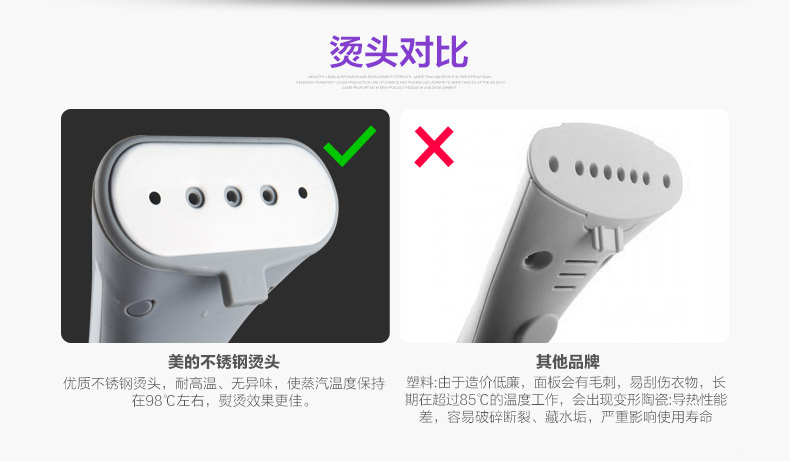 烫头对比
美的不锈钢烫头
优质不锈钢烫头，耐高温、无异味，使蒸汽温度保持
在98℃左右，熨烫效果更佳。
其他品牌
塑料:由于造价低廉，面板会有毛刺，易刮伤衣物，长
期在超过85℃的温度工作，会出现变形陶瓷:导热性能
差，容易破碎断裂、藏水垢，严重影响使用寿命